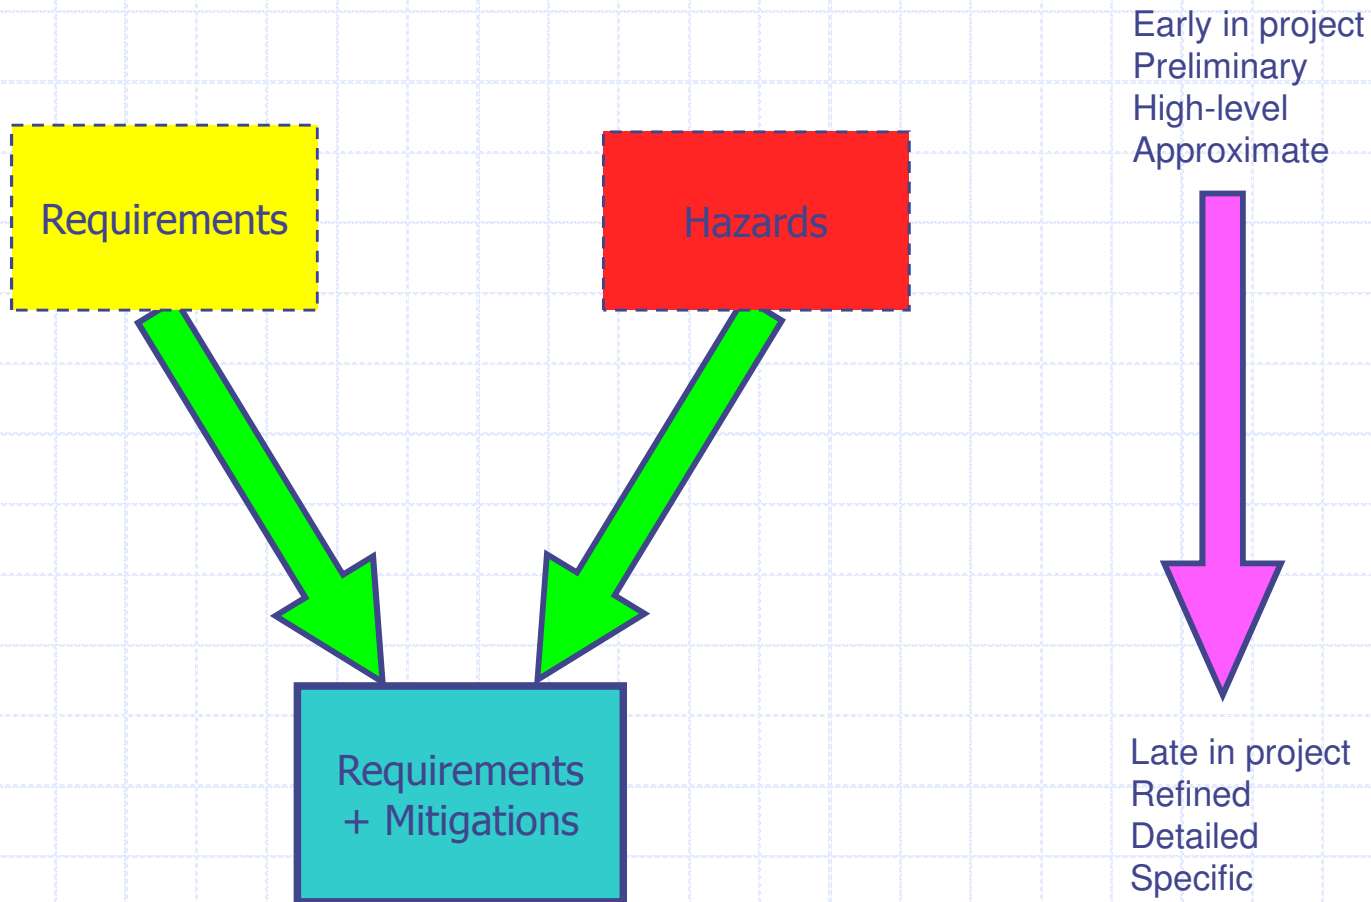 Early in project
Preliminary
High-level
Approximate
Requirements
Hazards
Requirements
+ Mitigations
Late in project
Refined
Detailed
Specific